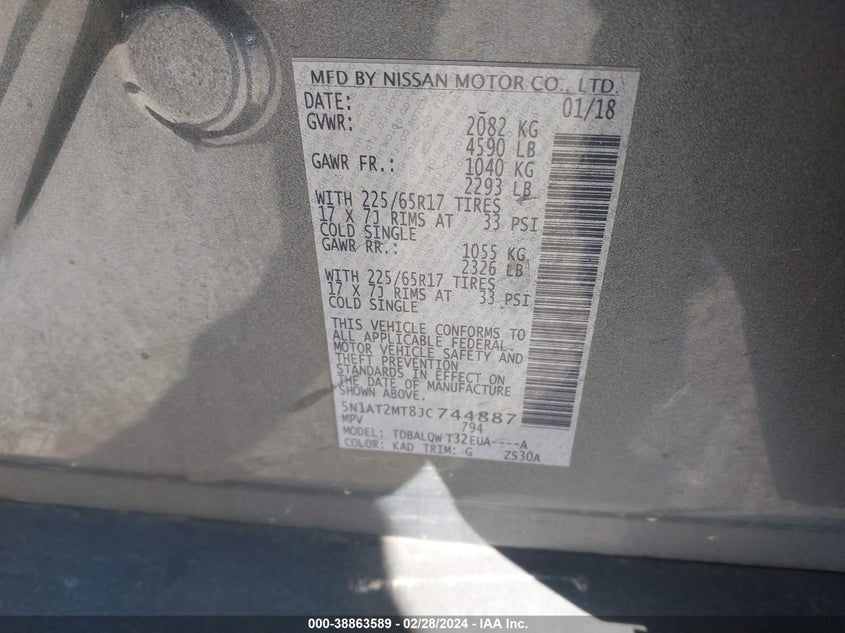 MFD BY NISSAN MOTOR CO., LTD.
DATE: 01/18
GVWR: 2082 KG
4590 LB
GAWR FR.: 1040 KG
2293 LB
WITH 225/65R17 TIRES
17 X 7J RIMS AT 33 PSI
COLD SINGLE
GAWR RR.: 1055 KG
2326 LB
WITH 225/65R17 TIRES
17 X 7J RIMS AT 33 PSI
COLD SINGLE
THIS VEHICLE CONFORMS TO
ALL APPLICABLE FEDERAL
MOTOR VEHICLE SAFETY AND
THEFT PREVENTION
STANDARDS IN EFFECT ON
THE DATE OF MANUFACTURE
SHOWN ABOVE.
5N1AT2MT8JC744887
MPV 794
MODEL: TDBALQW T32EUA----A
COLOR: KAD TRIM: G ZS30A
000-38863589 - 02/28/2024 - IAA Inc.